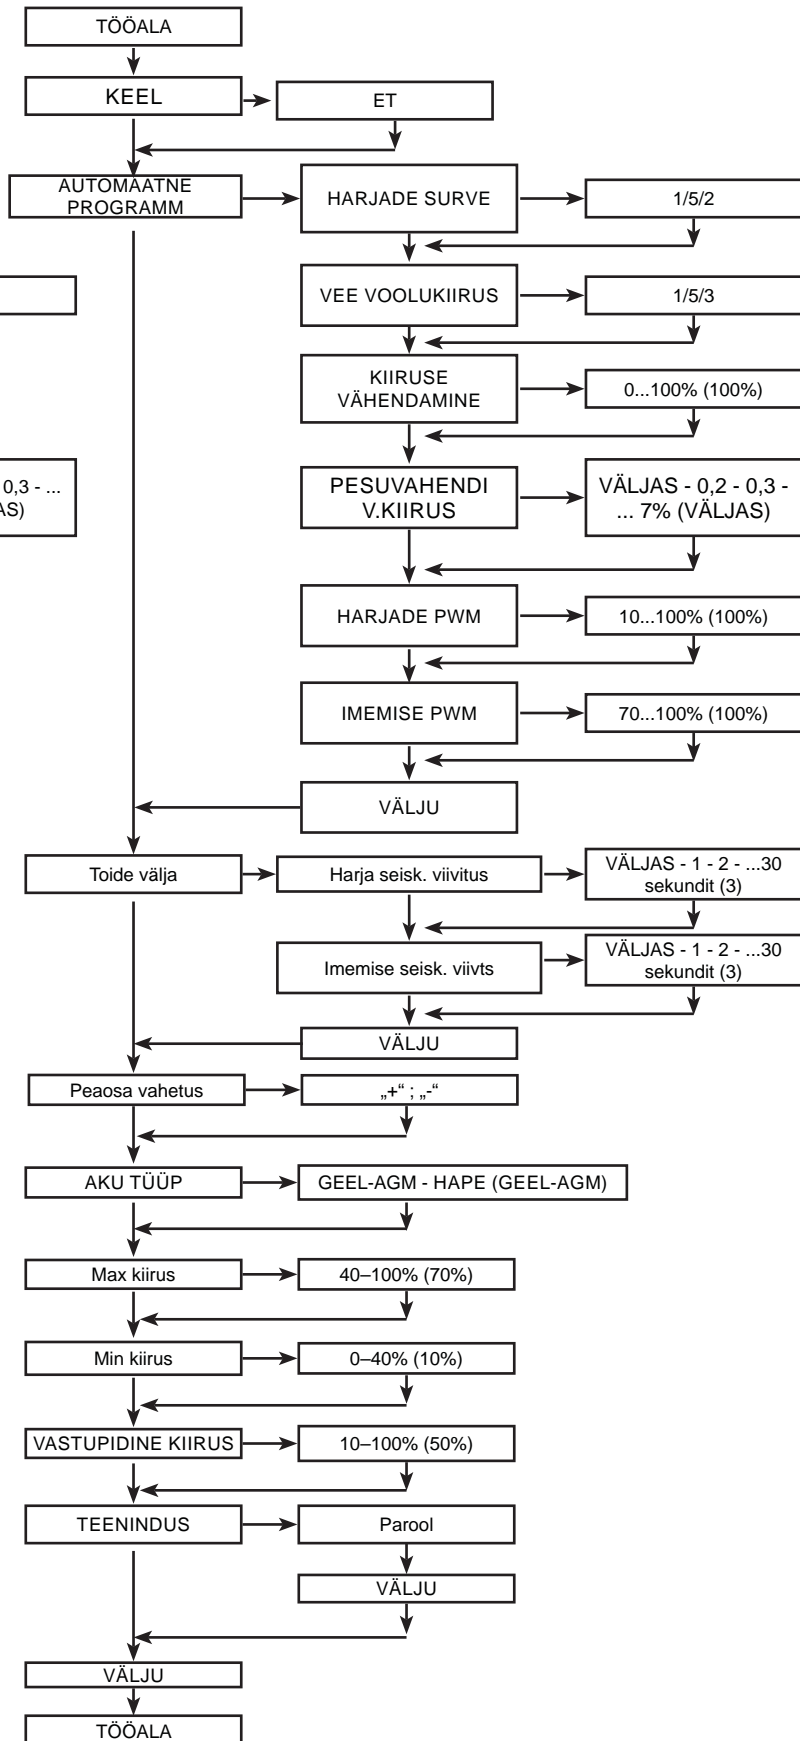 TÖÖALA
KEEL
ET
AUTOMAATNE
PROGRAMM
HARJADE SURVE
1/5/2
VEE VOOLUKIIRUS
1/5/3
KIIRUSE
VÄHENDAMINE
0...100% (100%)
0,3 - ...
AS)
PESUVAHENDI
V.KIIRUS
VÄLJAS - 0,2 - 0,3 -
... 7% (VÄLJAS)
HARJADE PWM
10...100% (100%)
IMEMISE PWM
70...100% (100%)
VÄLJU
Toide välja
Harja seisk. viivitus
VÄLJAS - 1 - 2 - ...30
sekundit (3)
Imemise seisk. viivts
VÄLJAS - 1 - 2 - ...30
sekundit (3)
VÄLJU
Peaosa vahetus
„+“ ; „-“
AKU TÜÜP
GEEL-AGM - HAPE (GEEL-AGM)
Max kiirus
40–100% (70%)
Min kiirus
0–40% (10%)
VASTUPIDINE KIIRUS
10–100% (50%)
TEENINDUS
Parool
VÄLJU
VÄLJU
TÖÖALA